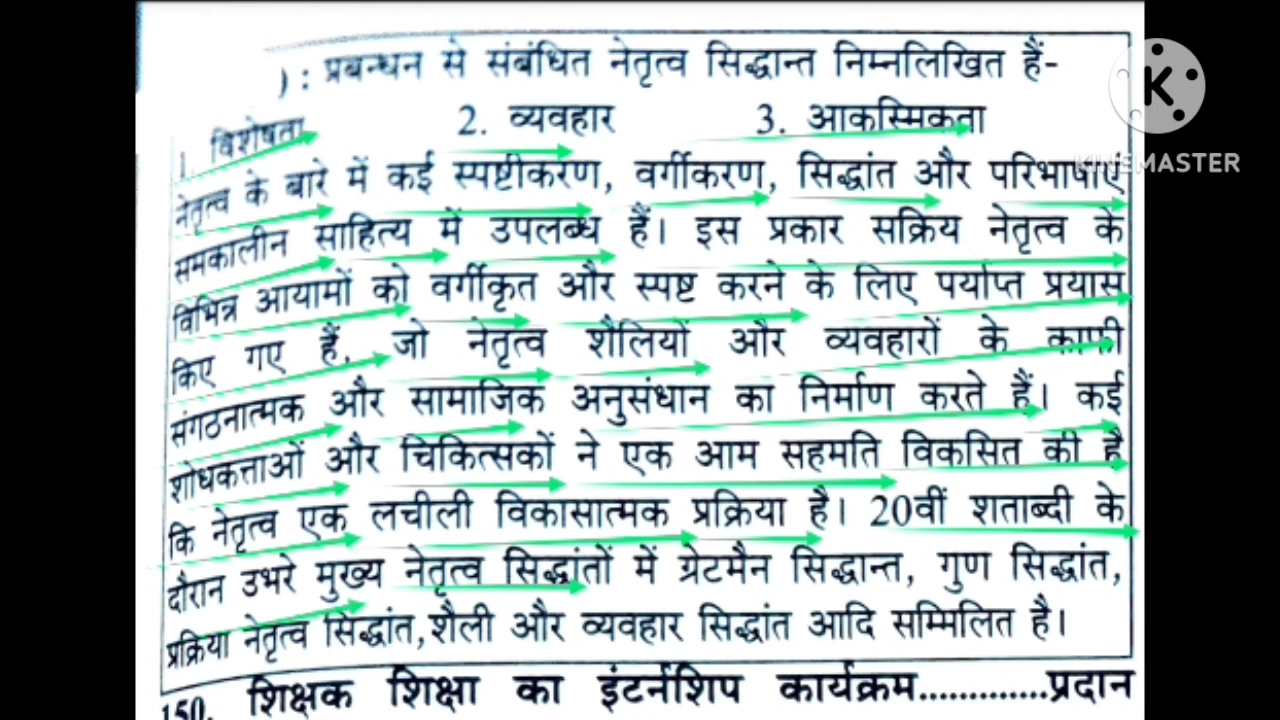 ) : प्रबन्धन से संबंधित नेतृत्व सिद्धान्त निम्नलिखित हैं-
1. विशेषता 2. व्यवहार 3. आकस्मिकता
नेतृत्व के बारे में कई स्पष्टीकरण, वर्गीकरण, सिद्धांत और परिभाषाएं
समकालीन साहित्य में उपलब्ध हैं। इस प्रकार सक्रिय नेतृत्व के
विभिन्न आयामों को वर्गीकृत और स्पष्ट करने के लिए पर्याप्त प्रयास
किए गए हैं, जो नेतृत्व शैलियों और व्यवहारों के काफी
संगठनात्मक और सामाजिक अनुसंधान का निर्माण करते हैं। कई
शोधकर्त्ताओं और चिकित्सकों ने एक आम सहमति विकसित की है
कि नेतृत्व एक लचीली विकासात्मक प्रक्रिया है। 20वीं शताब्दी के
दौरान उभरे मुख्य नेतृत्व सिद्धांतों में ग्रेटमैन सिद्धान्त, गुण सिद्धांत,
प्रक्रिया नेतृत्व सिद्धांत, शैली और व्यवहार सिद्धांत आदि सम्मिलित है।
150. शिक्षक शिक्षा का इंटर्नशिप कार्यक्रम.............प्रदान
K
KINEMASTER